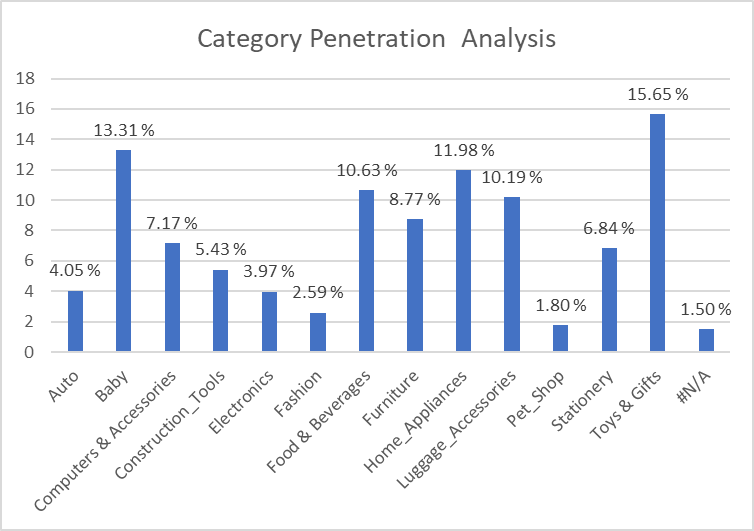 Category Penetration Analysis
18
16
14
12
10
8
6
4
2
0
4.05 %
13.31 %
7.17 %
5.43 %
3.97 %
2.59 %
10.63 %
8.77 %
11.98 %
10.19 %
1.80 %
6.84 %
15.65 %
1.50 %
Auto
Baby
Computers & Accessories
Construction_Tools
Electronics
Fashion
Food & Beverages
Furniture
Home_Appliances
Luggage_Accessories
Pet_Shop
Stationery
Toys & Gifts
#N/A